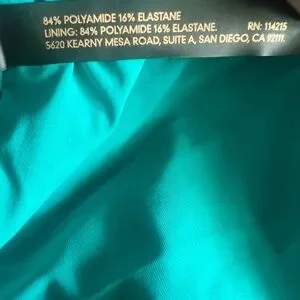 84% POLYAMIDE 16% ELASTANE
LINING: 84% POLYAMIDE 16% ELASTANE. RN: 114215
5620 KEARNY MESA ROAD, SUITE A, SAN DIEGO, CA 92111.